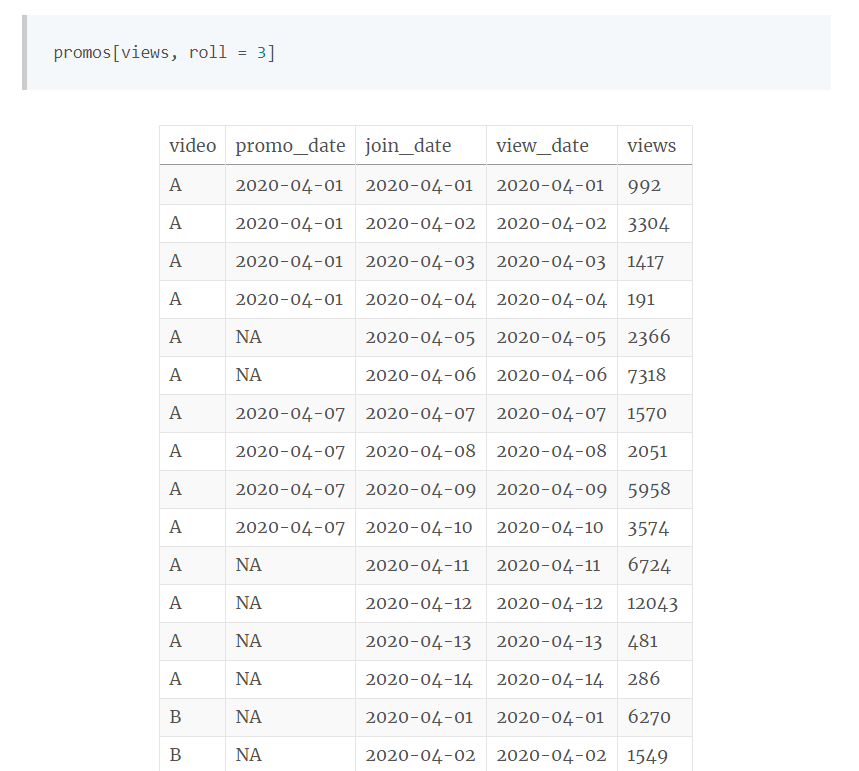 promos[views, roll = 3]
video promo_date join_date view_date views
A 2020-04-01 2020-04-01 2020-04-01 992
A 2020-04-01 2020-04-02 2020-04-02 3304
A 2020-04-01 2020-04-03 2020-04-03 1417
A 2020-04-01 2020-04-04 2020-04-04 191
A NA 2020-04-05 2020-04-05 2366
A NA 2020-04-06 2020-04-06 7318
A 2020-04-07 2020-04-07 2020-04-07 1570
A 2020-04-07 2020-04-08 2020-04-08 2051
A 2020-04-07 2020-04-09 2020-04-09 5958
A 2020-04-07 2020-04-10 2020-04-10 3574
A NA 2020-04-11 2020-04-11 6724
A NA 2020-04-12 2020-04-12 12043
A NA 2020-04-13 2020-04-13 481
A NA 2020-04-14 2020-04-14 286
B NA 2020-04-01 2020-04-01 6270
B NA 2020-04-02 2020-04-02 1549